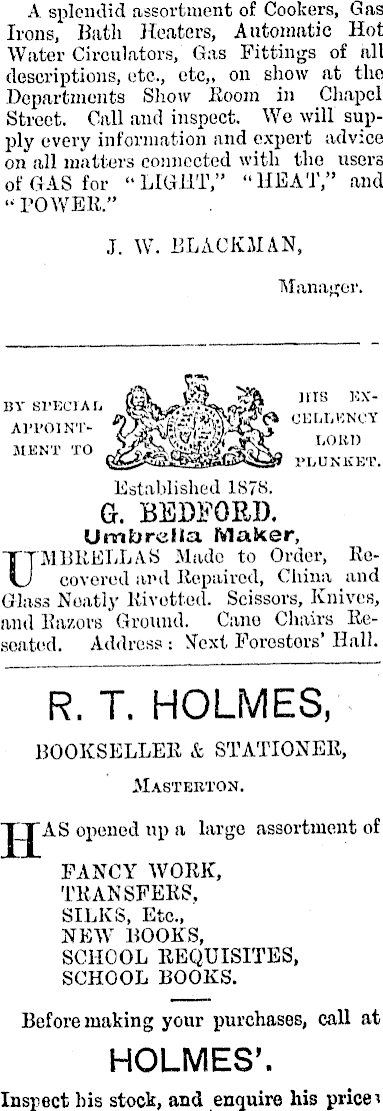 A splendid assortment of Cookers, Gas
Irons, Bath Heaters, Automatic Hot
Water Circulators, Gas Fittings of all
descriptions, etc., etc,, on show at the
Departments Show Room in Chapel
Street. Call and inspect. We will sup-
ply every information and expert advice
on all matters connected with the users
of GAS for "LIGHT," "HEAT," and
"POWER."
J. W. BLACKMAN,
Manager.
BY SPECIAL
APPOINT-
MENT TO
HIS EX-
CELLENCY
LORD
PLUNKET.
Established 1878.
G. BEDFORD.
Umbrella Maker,
UMBRELLAS Made to Order, Re-
covered and Repaired, China and
Glass Neatly Rivetted. Scissors, Knives,
and Razors Ground. Cane Chairs Re-
seated. Address: Next Foresters' Hall.
R. T. HOLMES,
BOOKSELLER & STATIONER,
MASTERTON.
HAS opened up a large assortment of
FANCY WORK,
TRANSFERS,
SILKS, Etc.,
NEW BOOKS,
SCHOOL REQUISITES,
SCHOOL BOOKS.
Before making your purchases, call at
HOLMES'.
Inspect his stock, and enquire his prices